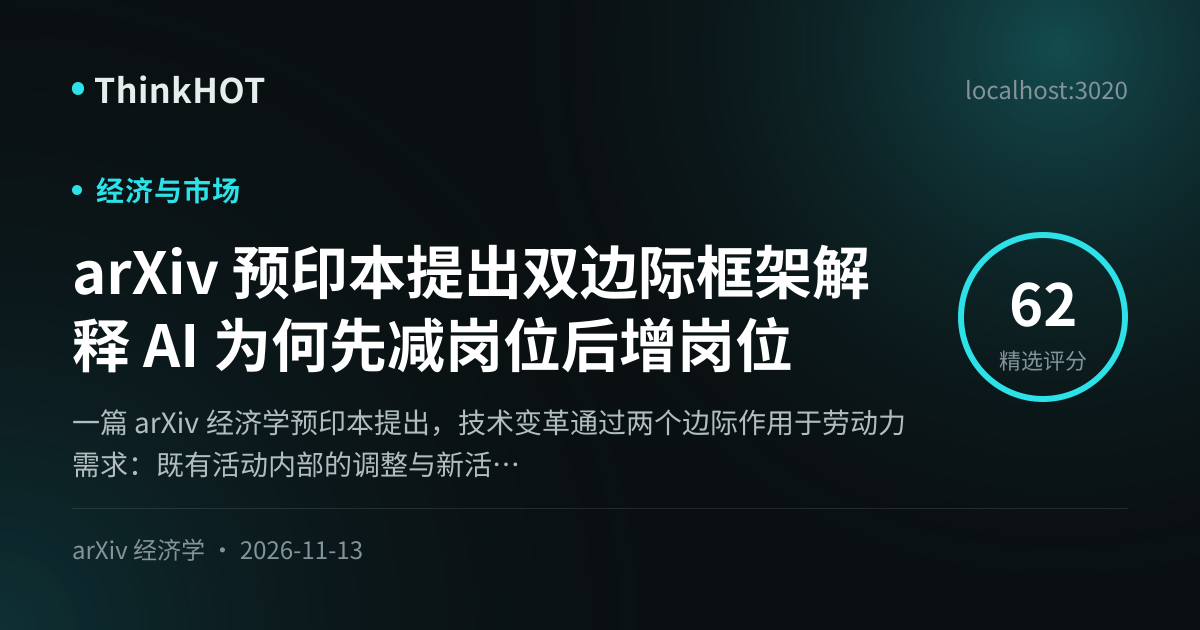 ThinkHOT
localhost:3020
经济与市场
arXiv 预印本提出双边际框架解
释 AI 为何先减岗位后增岗位
62
精选评分
一篇 arXiv 经济学预印本提出，技术变革通过两个边际作用于劳动力
需求：既有活动内部的调整与新活…
arXiv 经济学 · 2026-11-13